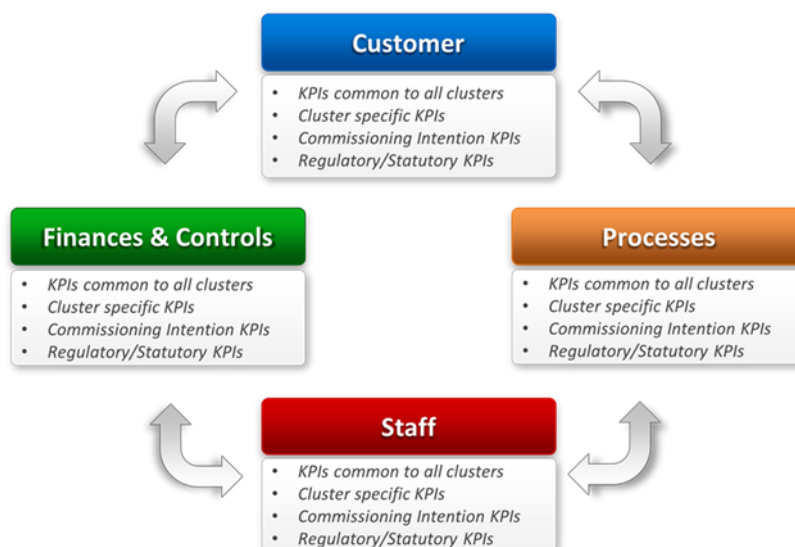 Customer
• KPIs common to all clusters
• Cluster specific KPIs
• Commissioning Intention KPIs
• Regulatory/Statutory KPIs
Finances & Controls
• KPIs common to all clusters
• Cluster specific KPIs
• Commissioning Intention KPIs
• Regulatory/Statutory KPIs
Processes
• KPIs common to all clusters
• Cluster specific KPIs
• Commissioning Intention KPIs
• Regulatory/Statutory KPIs
Staff
• KPIs common to all clusters
• Cluster specific KPIs
• Commissioning Intention KPIs
• Regulatory/Statutory KPIs